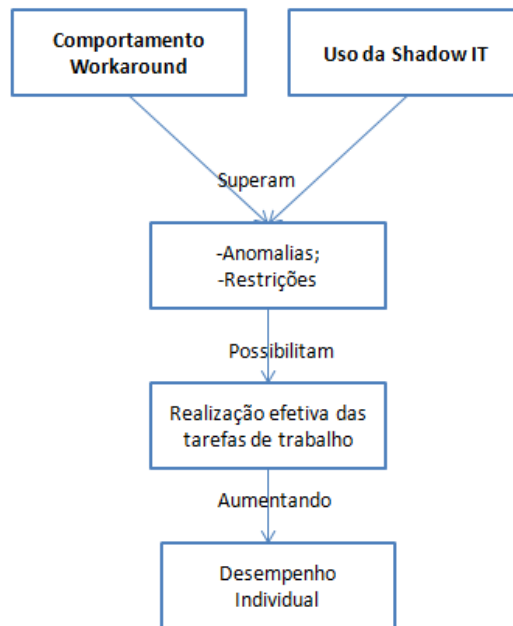 Comportamento
Workaround
Uso da Shadow IT
Superam
-Anomalias;
-Restrições
Possibilitam
Realização efetiva das
tarefas de trabalho
Aumentando
Desempenho
Individual